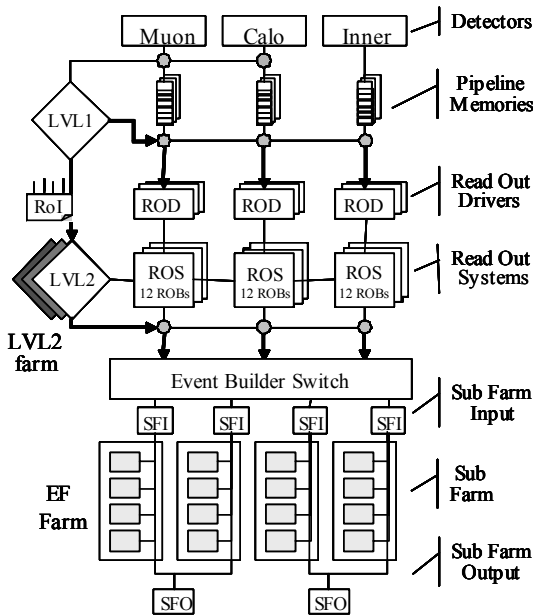 Muon
Calo
Inner
Detectors
Pipeline
Memories
LVL1
RoI
ROD
ROD
ROD
Read Out
Drivers
LVL2
ROS
12 ROBs
ROS
12 ROBs
ROS
12 ROBs
Read Out
Systems
LVL2
farm
Event Builder Switch
SFI
SFI
SFI
SFI
Sub Farm
Input
EF
Farm
Sub
Farm
Sub Farm
Output
SFO
SFO